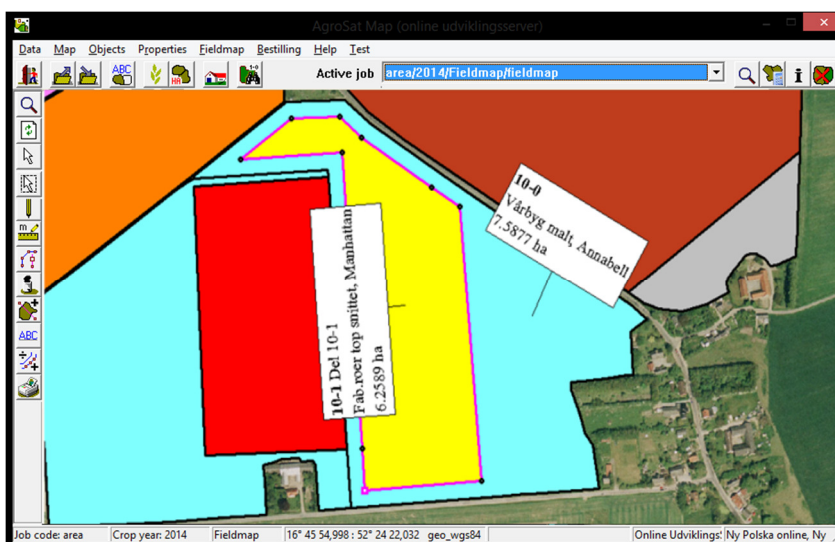 AgroSat Map (online udviklingsserver)
Data Map Objects Properties Fieldmap Bestilling Help Test
ABC
HA
Active job area/2014/Fieldmap/fieldmap
i
m
ABC
10-0
Vårbyg malt, Annabell
7.5877 ha
10-1 Del 10-1
Fab.roer top snittet, Manhattan
6.2589 ha
Job code: area Crop year: 2014 Fieldmap 16° 45 54,998 : 52° 24 22,032 geo_wgs84 Online Udviklings! Ny Polska online, Ny